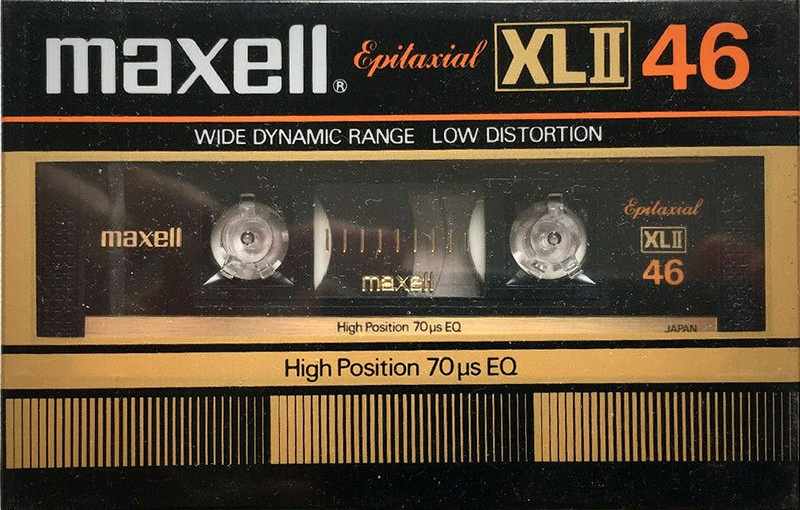 maxell® Epitaxial XLII 46
WIDE DYNAMIC RANGE LOW DISTORTION
maxell
maxell
Epitaxial
XLII
46
High Position 70μs EQ
JAPAN
High Position 70μs EQ